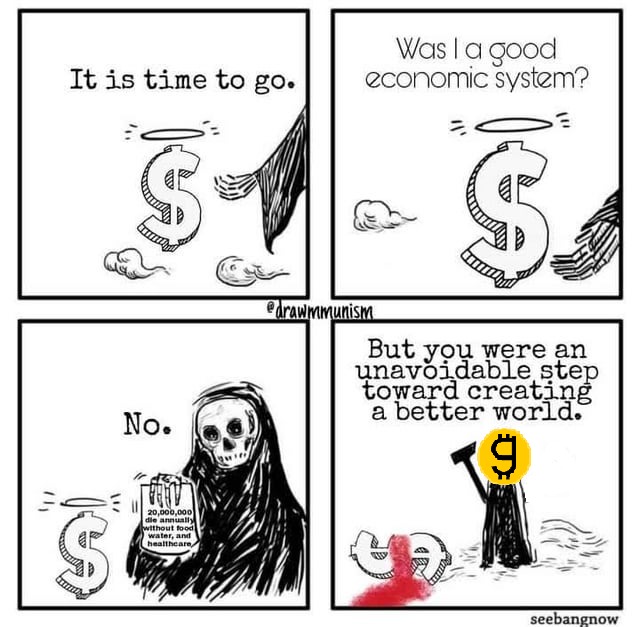 It is time to go.
$
Was I a good
economic system?
$
@drawmmunism
No.
20,000,000
die annually
without food
water, and
healthcare,
$
But you were an
unavoidable step
toward creating
a better world.
g
$
seebangnow